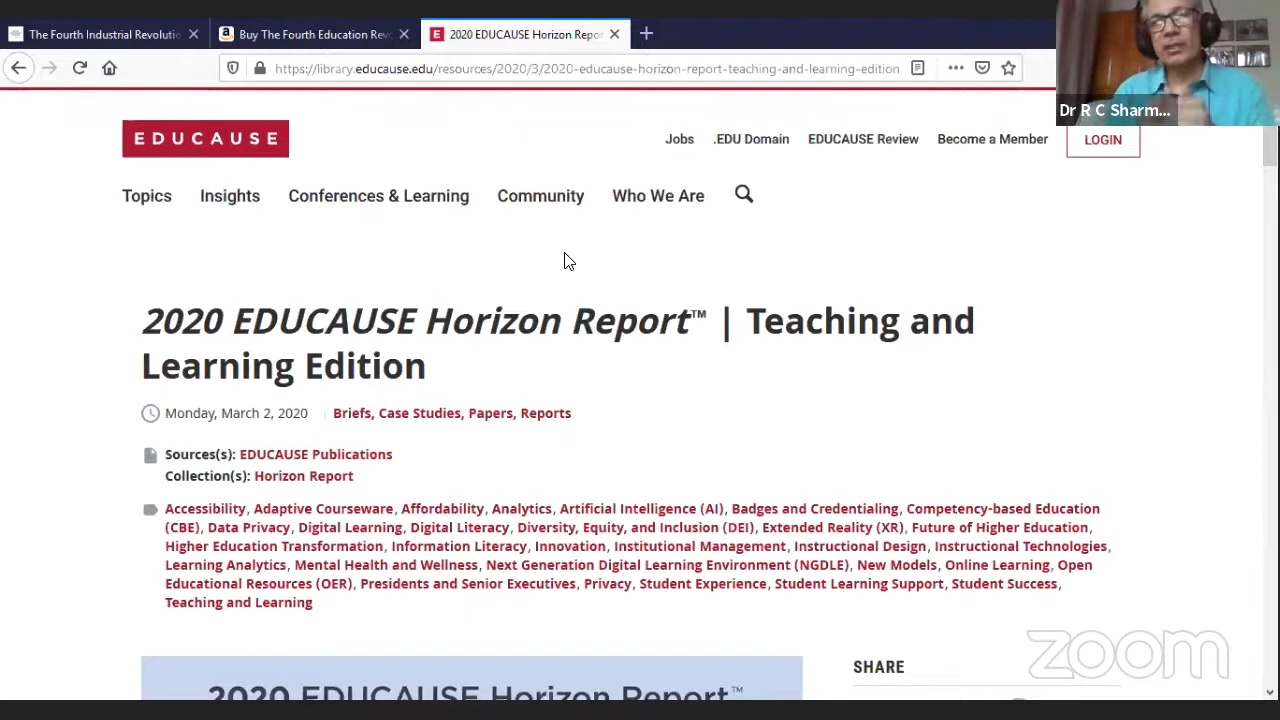 The Fourth Industrial Revolutio
Buy The Fourth Education Rev
2020 EDUCAUSE Horizon Repor
https://library.educause.edu/resources/2020/3/2020-educause-horizon-report-teaching-and-learning-edition
Dr R C Sharm...
EDUCAUSE
Jobs .EDU Domain EDUCAUSE Review Become a Member LOGIN
Topics Insights Conferences & Learning Community Who We Are
2020 EDUCAUSE Horizon Report™ | Teaching and
Learning Edition
Monday, March 2, 2020 Briefs, Case Studies, Papers, Reports
Sources(s): EDUCAUSE Publications
Collection(s): Horizon Report
Accessibility, Adaptive Courseware, Affordability, Analytics, Artificial Intelligence (AI), Badges and Credentialing, Competency-based Education
(CBE), Data Privacy, Digital Learning, Digital Literacy, Diversity, Equity, and Inclusion (DEI), Extended Reality (XR), Future of Higher Education,
Higher Education Transformation, Information Literacy, Innovation, Institutional Management, Instructional Design, Instructional Technologies,
Learning Analytics, Mental Health and Wellness, Next Generation Digital Learning Environment (NGDLE), New Models, Online Learning, Open
Educational Resources (OER), Presidents and Senior Executives, Privacy, Student Experience, Student Learning Support, Student Success,
Teaching and Learning
2020 EDUCAUSE Horizon Report™
SHARE
zoom